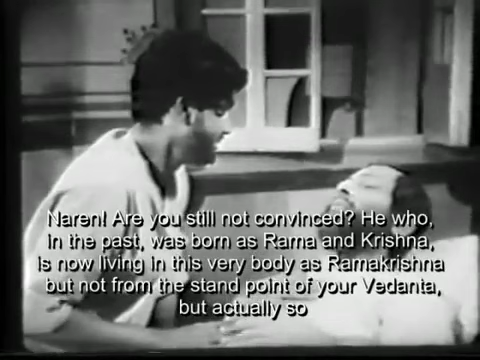 Naren! Are you still not convinced? He who,
in the past, was born as Rama and Krishna,
is now living in this very body as Ramakrishna
but not from the stand point of your Vedanta,
but actually so